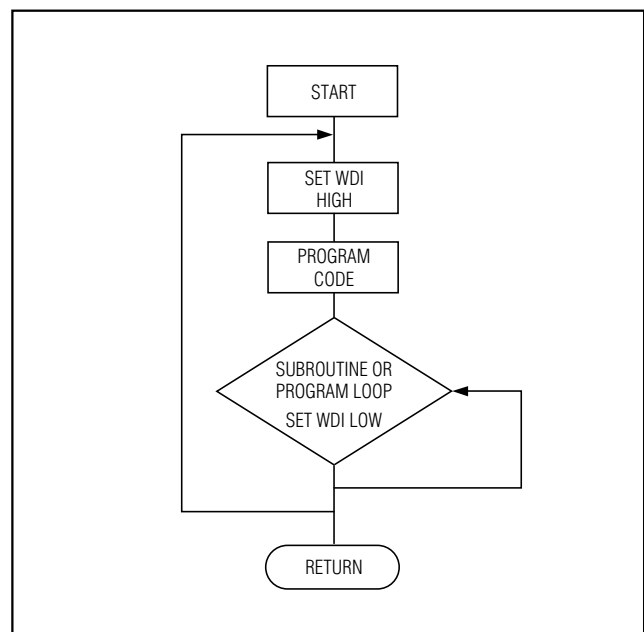 START
SET WDI
HIGH
PROGRAM
CODE
SUBROUTINE OR
PROGRAM LOOP
SET WDI LOW
RETURN